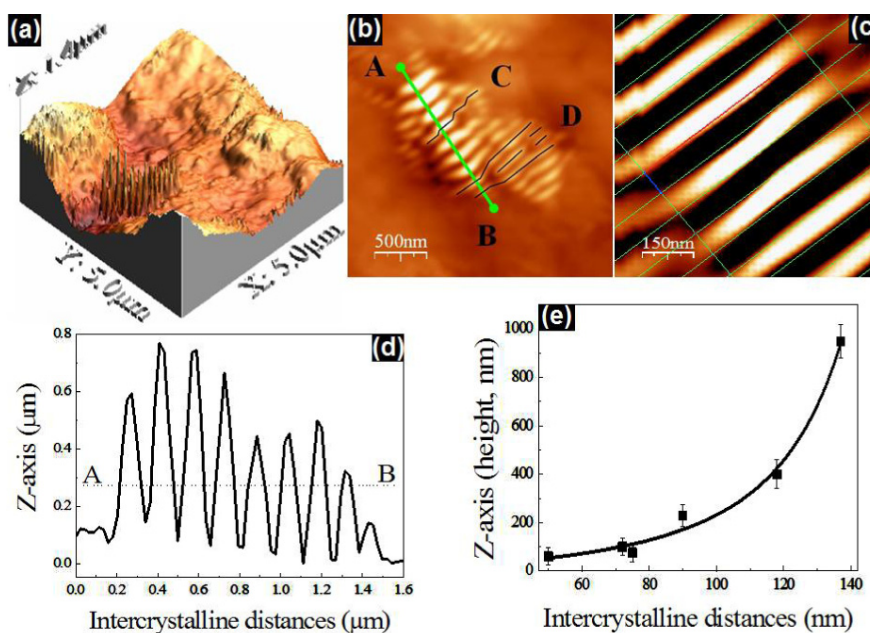 (a)
Z: 1.4μm
Y: 5.0μm
X: 5.0μm
(b)
A
C
D
B
500nm
(c)
150nm
(d)
0.8
0.6
0.4
0.3
0.1
0.0
Z-axis (μm)
A
B
0.0 0.2 0.4 0.6 0.8 1.0 1.2 1.4 1.6
Intercrystalline distances (μm)
(e)
1000
800
600
400
200
0
Z-axis (height, nm)
60 80 100 120 140
Intercrystalline distances (nm)